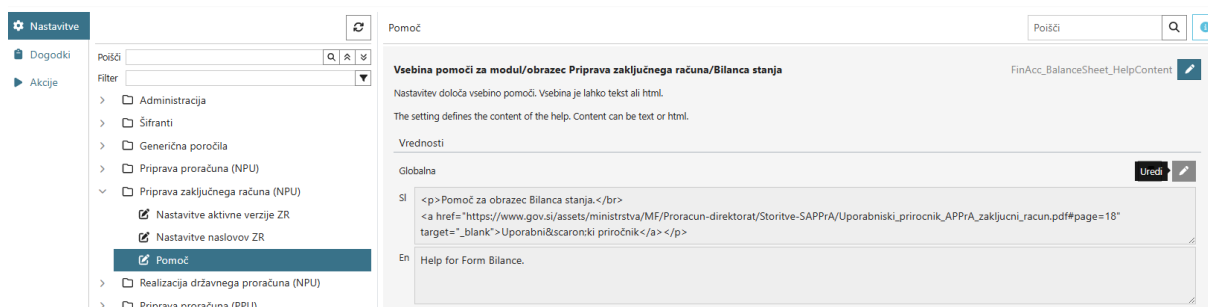 Nastavitve
Dogodki
Akcije
Poišči
Filter
Administracija
Šifranti
Generična poročila
Priprava proračuna (NPU)
Priprava zaključnega računa (NPU)
Nastavitve aktivne verzije ZR
Nastavitve naslovov ZR
Pomoč
Realizacija državnega proračuna (NPU)
Priprava proračuna (PPU)
Pomoč
Poišči
Vsebina pomoči za modul/obrazec Priprava zaključnega računa/Bilanca stanja
FinAcc_BalanceSheet_HelpContent
Nastavitev določa vsebino pomoči. Vsebina je lahko tekst ali html.
The setting defines the content of the help. Content can be text or html.
Vrednosti
Globalna
Uredi
Sl
<p>Pomoč za obrazec Bilanca stanja.</br>
<a href="https://www.gov.si/assets/ministrstva/MF/Proracun-direktorat/Storitve-SAPPrA/Uporabniski_prirocnik_APPrA_zakljucni_racun.pdf#page=18"
target="_blank">Uporabni&scaron;ki priročnik</a></p>
En
Help for Form Bilance.